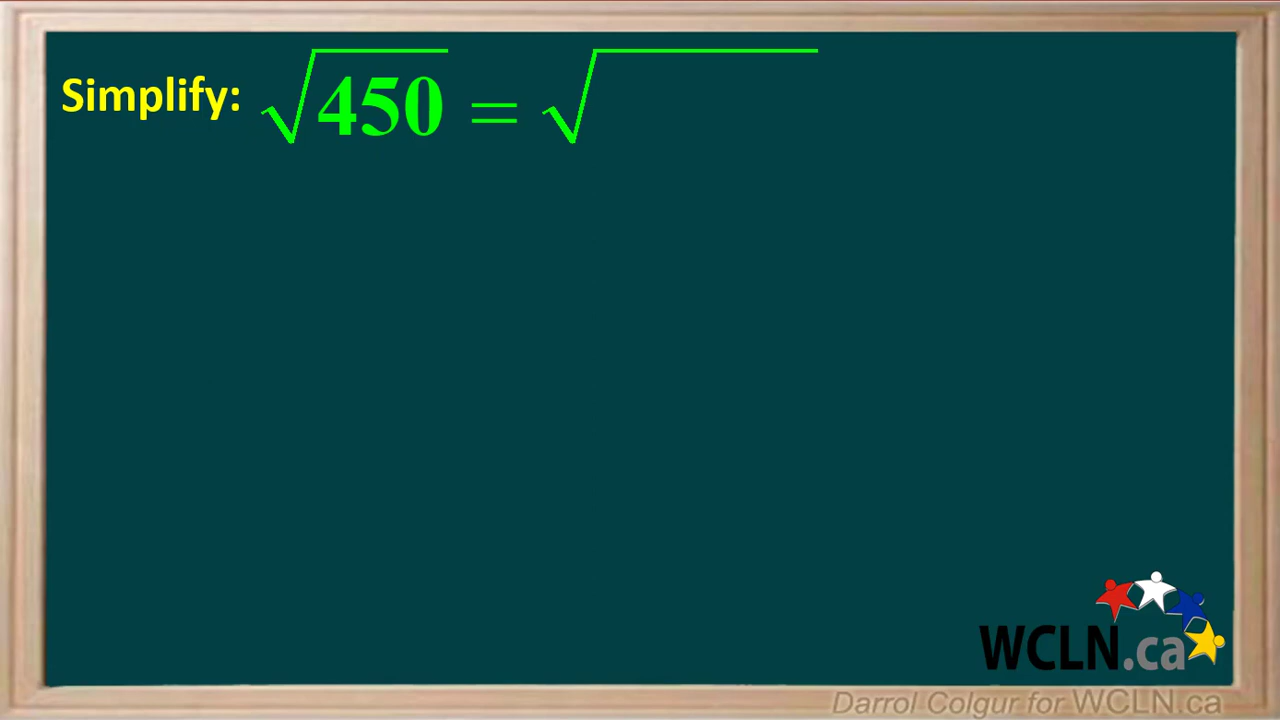 Simplify: √450 = √
WCLN.ca
Darrol Colgur for WCLN.ca